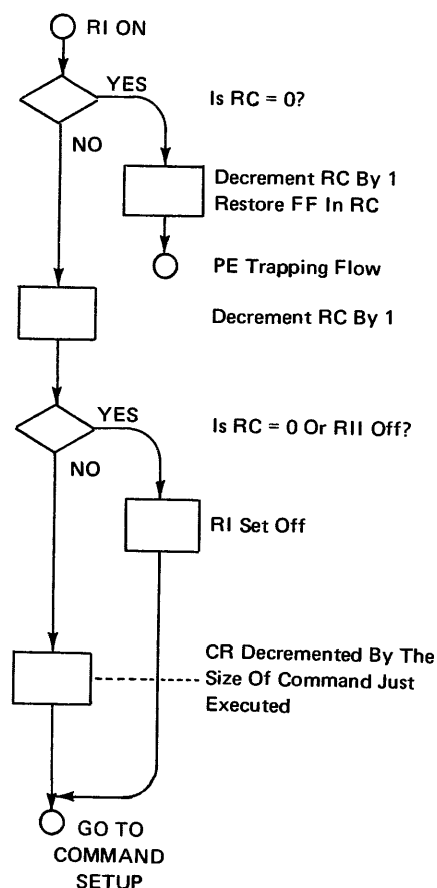 RI ON
YES
Is RC = 0?
NO
Decrement RC By 1
Restore FF In RC
PE Trapping Flow
Decrement RC By 1
YES
Is RC = 0 Or RII Off?
NO
RI Set Off
CR Decremented By The
Size Of Command Just
Executed
GO TO
COMMAND
SETUP